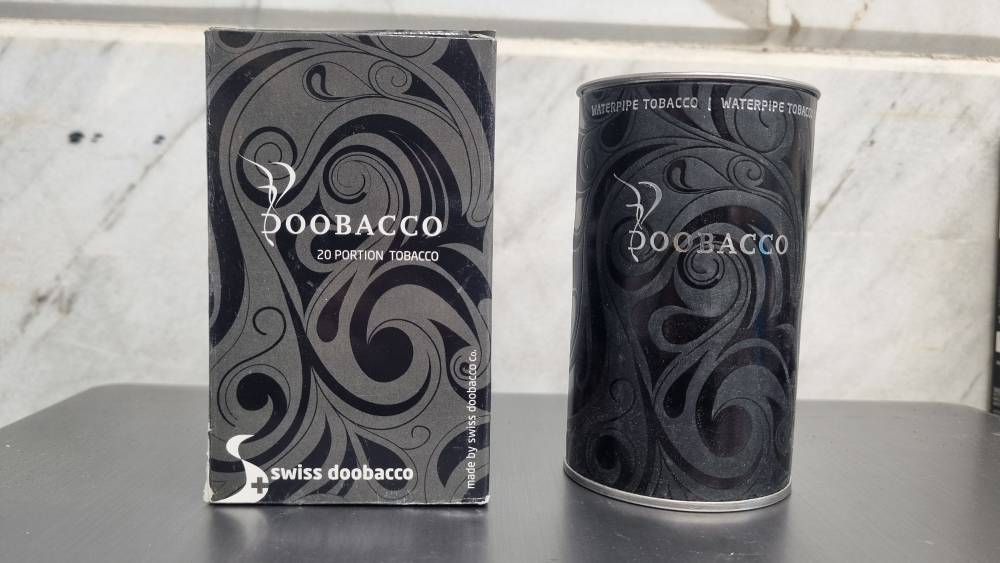 DOOBACCO
20 PORTION TOBACCO
made by swiss doobacco Co.
swiss doobacco
WATERPIPE TOBACCO | WATERPIPE TOBACCO
DOOBACCO